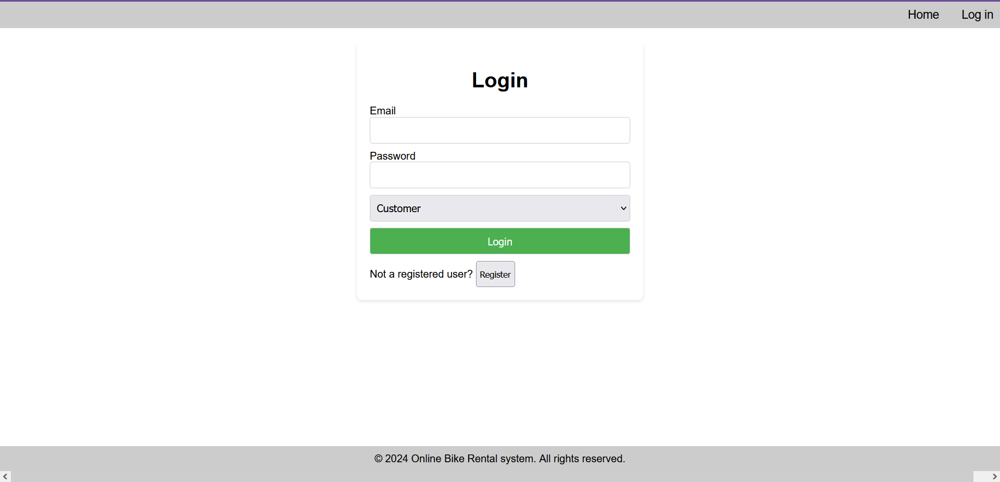 Home Log in
Login
Email
Password
Customer
Login
Not a registered user? Register
© 2024 Online Bike Rental system. All rights reserved.